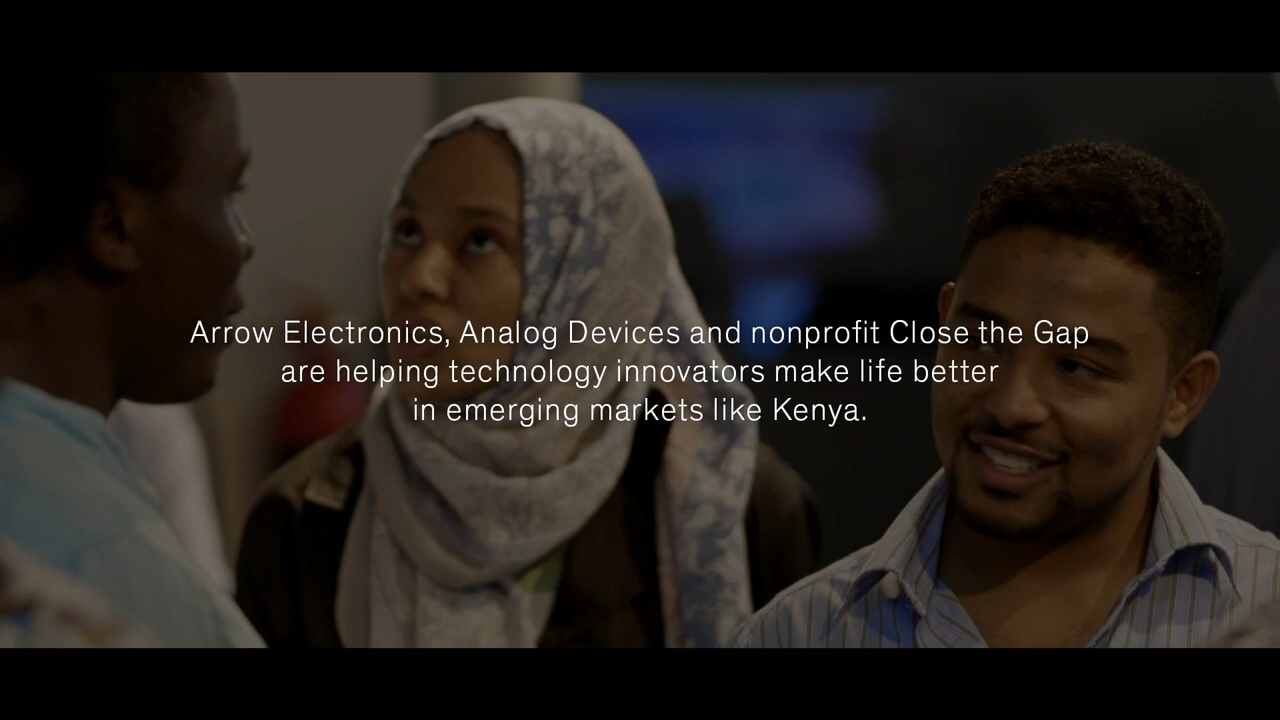 Arrow Electronics, Analog Devices and nonprofit Close the Gap
are helping technology innovators make life better
in emerging markets like Kenya.